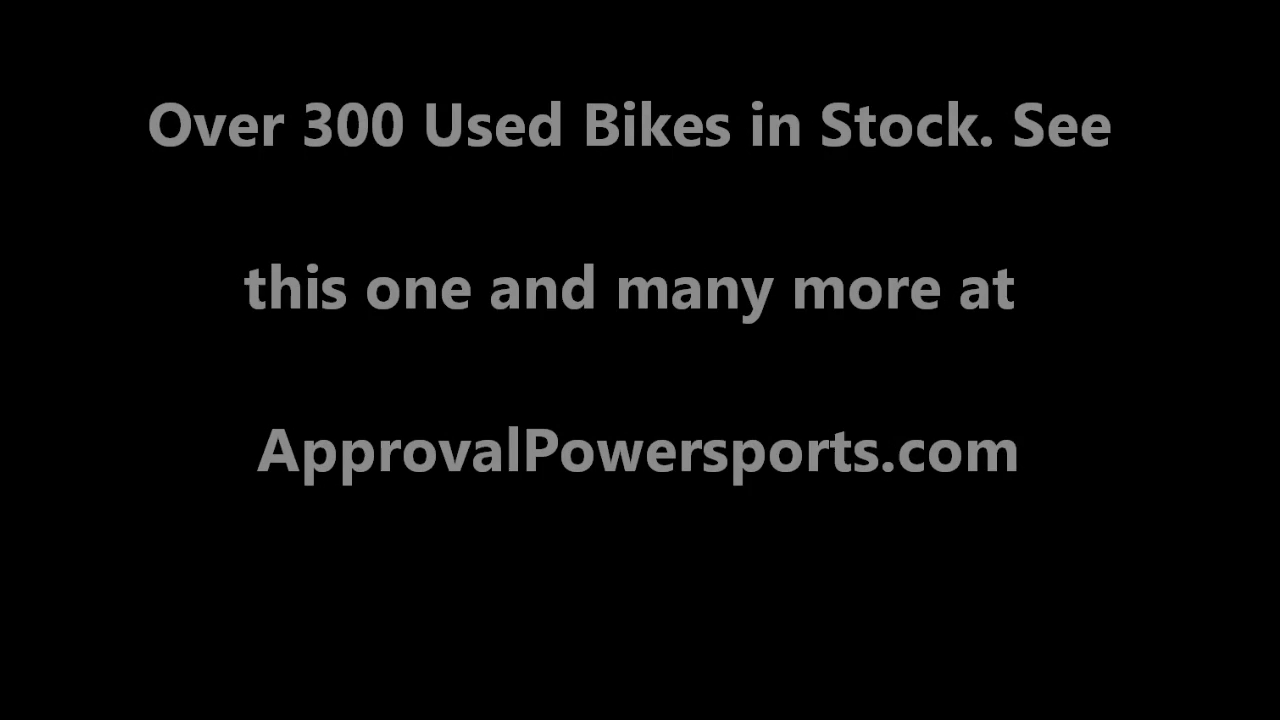 Over 300 Used Bikes in Stock. See
this one and many more at
ApprovalPowersports.com